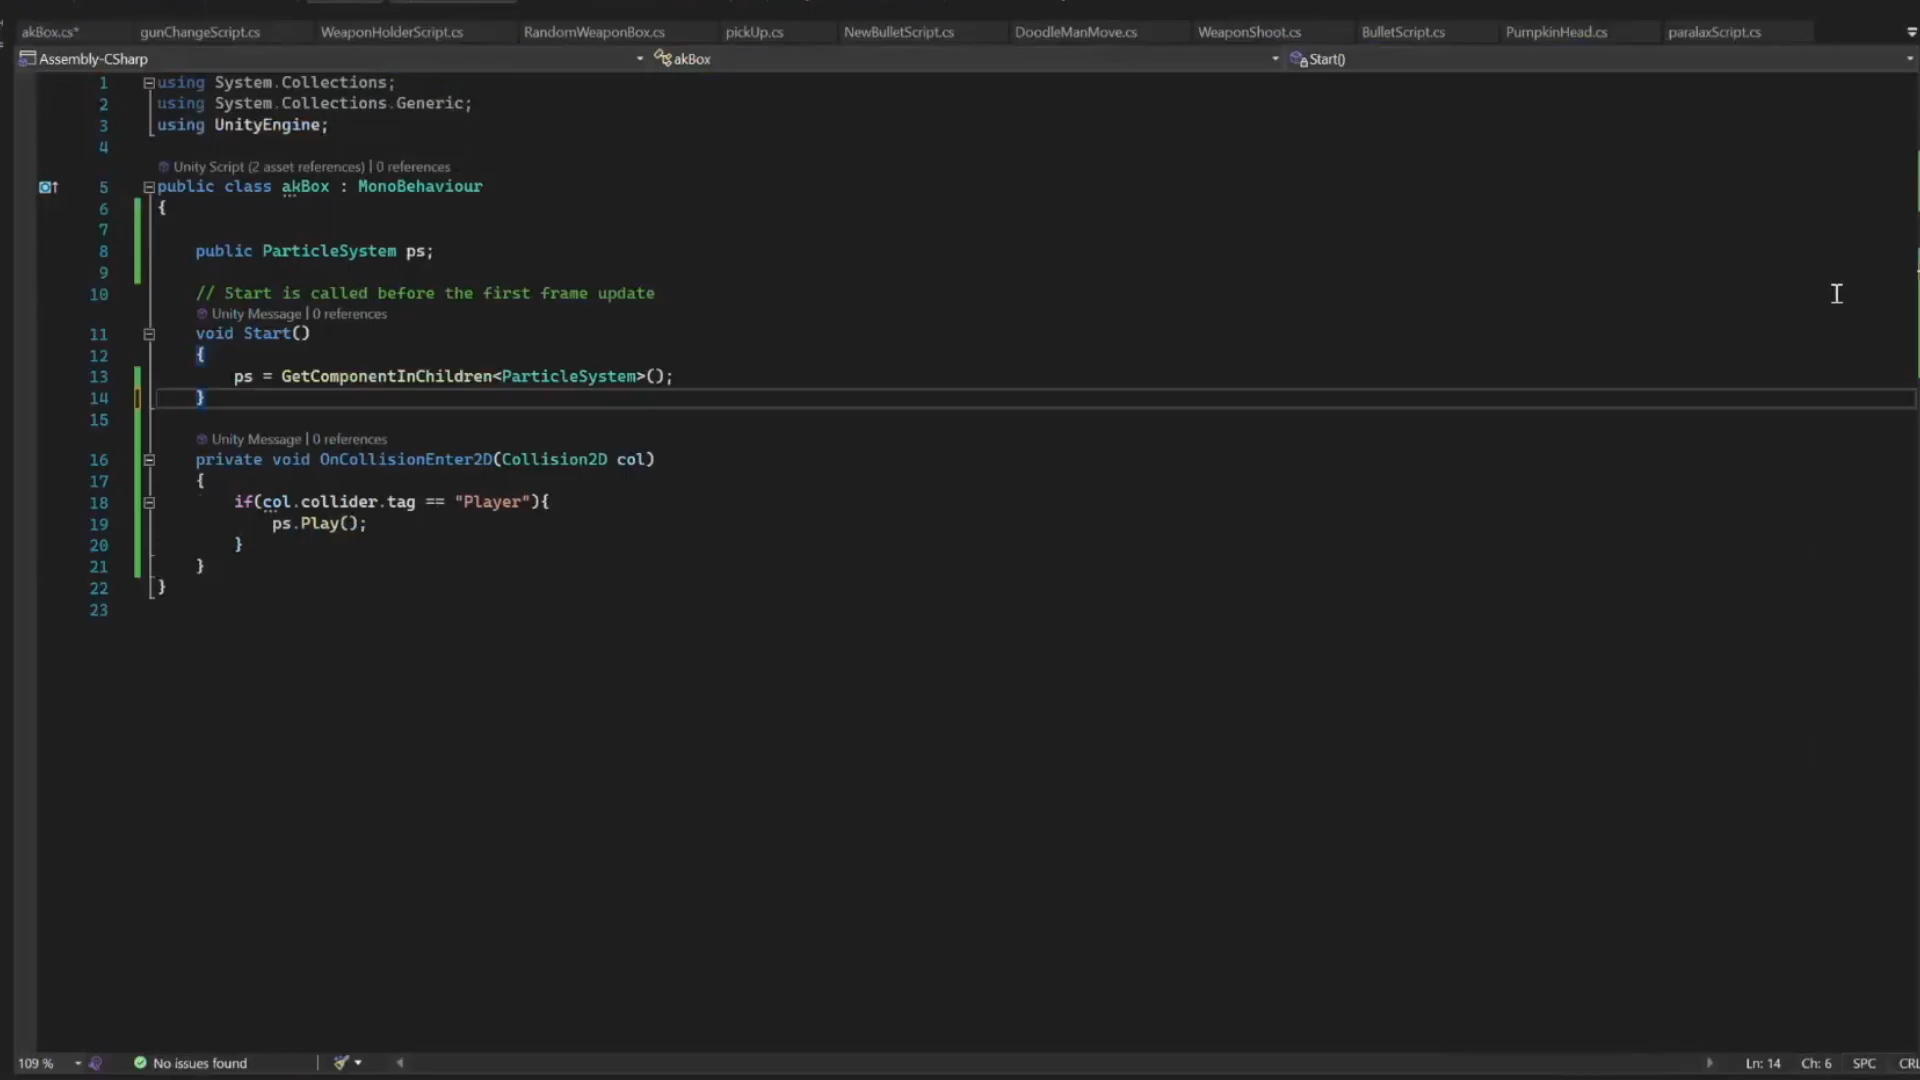 akBox.cs* gunChangeScript.cs WeaponHolderScript.cs RandomWeaponBox.cs pickUp.cs NewBulletScript.cs DoodleManMove.cs WeaponShoot.cs BulletScript.cs PumpkinHead.cs paralaxScript.cs
Assembly-CSharp akBox Start()
1 using System.Collections;
2 using System.Collections.Generic;
3 using UnityEngine;
4
Unity Script (2 asset references) | 0 references
5 public class akBox : MonoBehaviour
6 {
7
8 public ParticleSystem ps;
9
10 // Start is called before the first frame update
Unity Message | 0 references
11 void Start()
12 {
13 ps = GetComponentInChildren<ParticleSystem>();
14 }
15
Unity Message | 0 references
16 private void OnCollisionEnter2D(Collision2D col)
17 {
18 if(col.collider.tag == "Player"){
19 ps.Play();
20 }
21 }
22 }
23
109 % No issues found Ln: 14 Ch: 6 SPC CRL